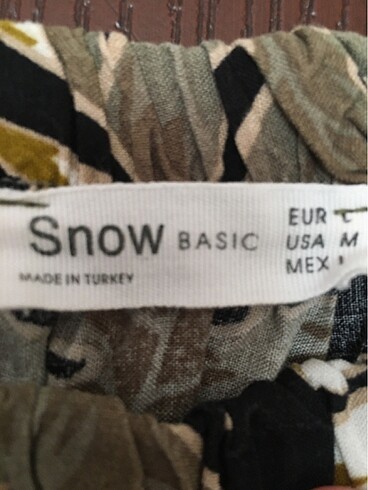 Snow BASIC
MADE IN TURKEY
EUR
USA M
MEX